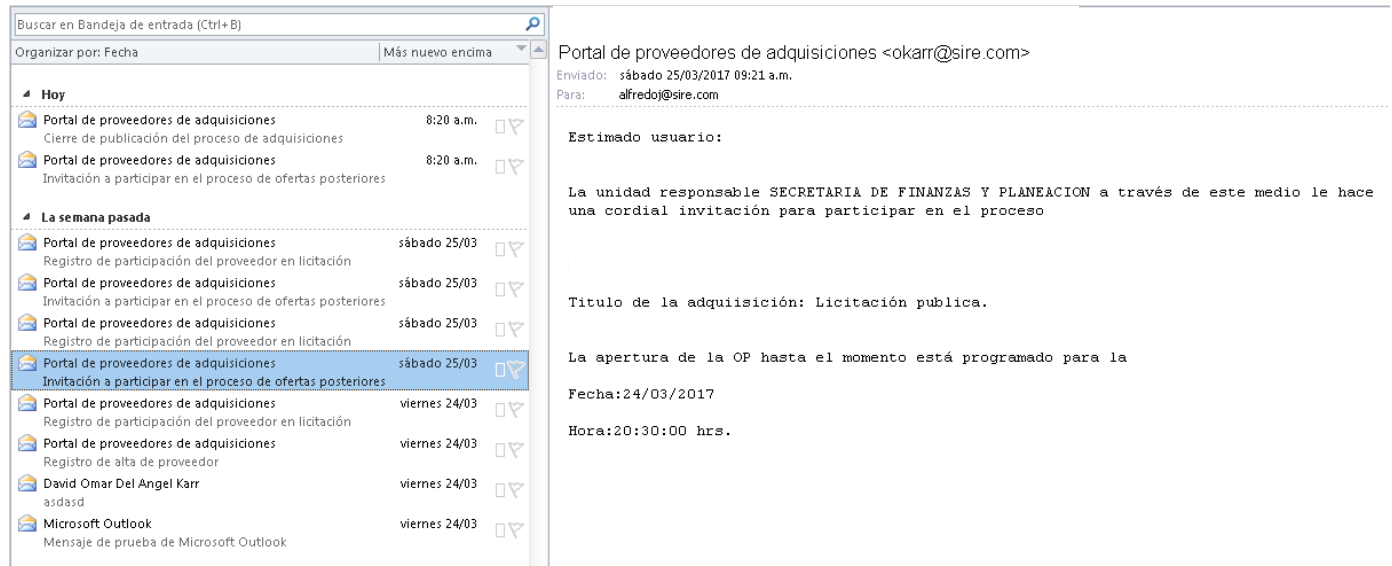 Buscar en Bandeja de entrada (Ctrl+B)
Organizar por: Fecha Más nuevo encima
Hoy
Portal de proveedores de adquisiciones 8:20 a.m.
Cierre de publicación del proceso de adquisiciones
Portal de proveedores de adquisiciones 8:20 a.m.
Invitación a participar en el proceso de ofertas posteriores
La semana pasada
Portal de proveedores de adquisiciones sábado 25/03
Registro de participación del proveedor en licitación
Portal de proveedores de adquisiciones sábado 25/03
Invitación a participar en el proceso de ofertas posteriores
Portal de proveedores de adquisiciones sábado 25/03
Registro de participación del proveedor en licitación
Portal de proveedores de adquisiciones sábado 25/03
Invitación a participar en el proceso de ofertas posteriores
Portal de proveedores de adquisiciones viernes 24/03
Registro de participación del proveedor en licitación
Portal de proveedores de adquisiciones viernes 24/03
Registro de alta de proveedor
David Omar Del Angel Karr viernes 24/03
asdasd
Microsoft Outlook viernes 24/03
Mensaje de prueba de Microsoft Outlook
Portal de proveedores de adquisiciones <okarr@sire.com>
Enviado: sábado 25/03/2017 09:21 a.m.
Para: alfredoj@sire.com
Estimado usuario:
La unidad responsable SECRETARIA DE FINANZAS Y PLANEACION a través de este medio le hace
una cordial invitación para participar en el proceso
Titulo de la adquiisición: Licitación publica.
La apertura de la OP hasta el momento está programado para la
Fecha:24/03/2017
Hora:20:30:00 hrs.